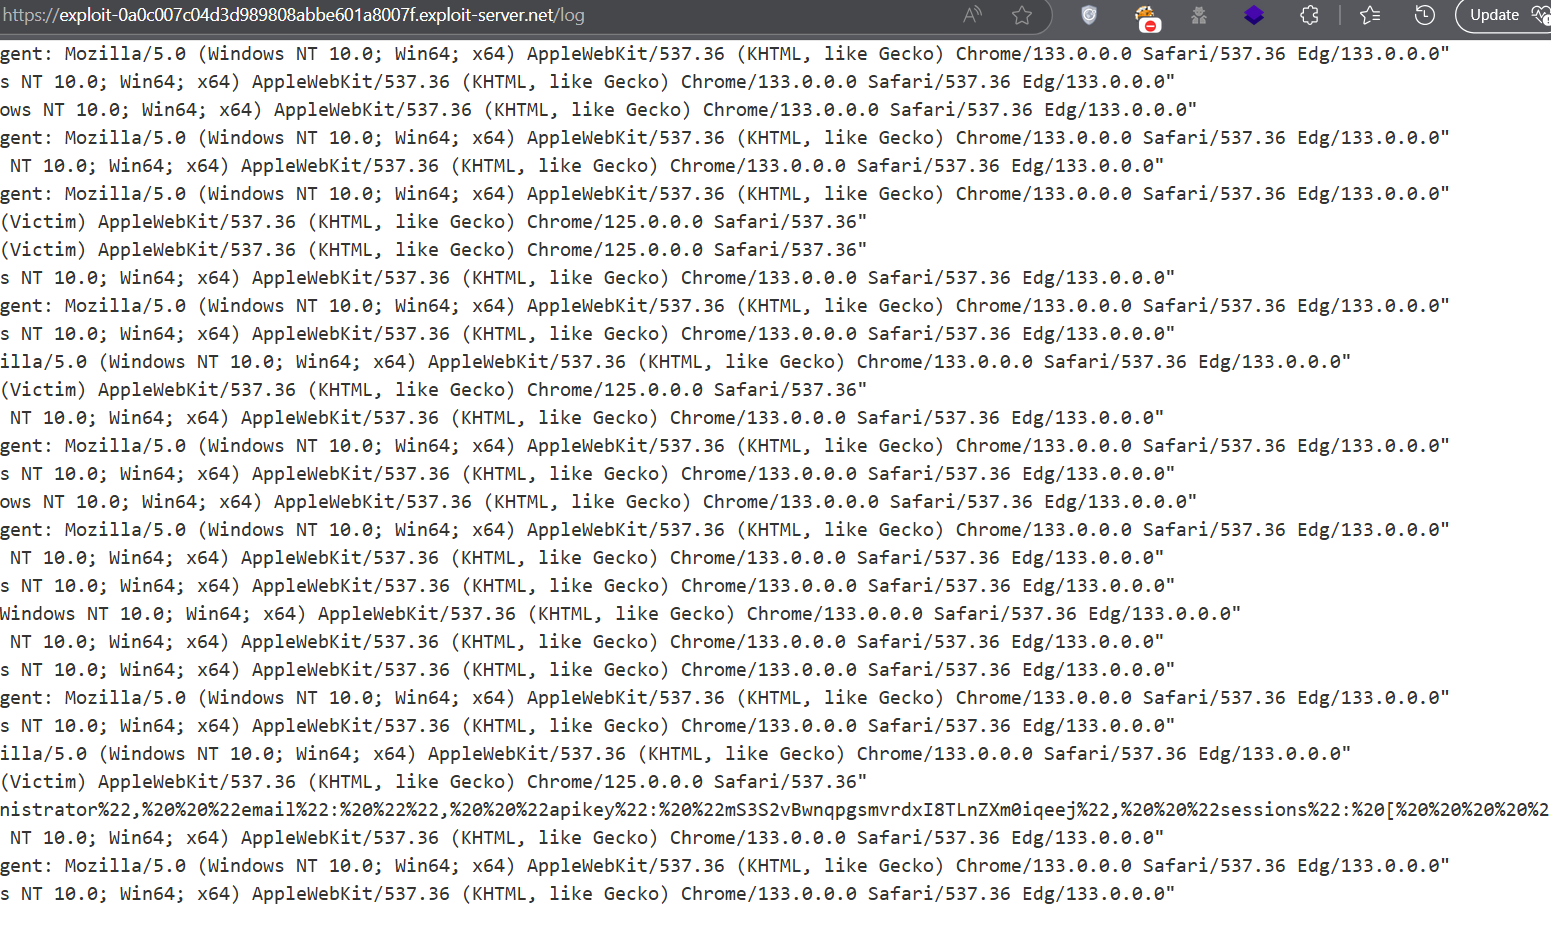 https://exploit-0a0c007c04d3d989808abbe601a8007f.exploit-server.net/log
Update
gent: Mozilla/5.0 (Windows NT 10.0; Win64; x64) AppleWebKit/537.36 (KHTML, like Gecko) Chrome/133.0.0.0 Safari/537.36 Edg/133.0.0.0"
s NT 10.0; Win64; x64) AppleWebKit/537.36 (KHTML, like Gecko) Chrome/133.0.0.0 Safari/537.36 Edg/133.0.0.0"
ows NT 10.0; Win64; x64) AppleWebKit/537.36 (KHTML, like Gecko) Chrome/133.0.0.0 Safari/537.36 Edg/133.0.0.0"
gent: Mozilla/5.0 (Windows NT 10.0; Win64; x64) AppleWebKit/537.36 (KHTML, like Gecko) Chrome/133.0.0.0 Safari/537.36 Edg/133.0.0.0"
NT 10.0; Win64; x64) AppleWebKit/537.36 (KHTML, like Gecko) Chrome/133.0.0.0 Safari/537.36 Edg/133.0.0.0"
gent: Mozilla/5.0 (Windows NT 10.0; Win64; x64) AppleWebKit/537.36 (KHTML, like Gecko) Chrome/133.0.0.0 Safari/537.36 Edg/133.0.0.0"
(Victim) AppleWebKit/537.36 (KHTML, like Gecko) Chrome/125.0.0.0 Safari/537.36"
(Victim) AppleWebKit/537.36 (KHTML, like Gecko) Chrome/125.0.0.0 Safari/537.36"
s NT 10.0; Win64; x64) AppleWebKit/537.36 (KHTML, like Gecko) Chrome/133.0.0.0 Safari/537.36 Edg/133.0.0.0"
gent: Mozilla/5.0 (Windows NT 10.0; Win64; x64) AppleWebKit/537.36 (KHTML, like Gecko) Chrome/133.0.0.0 Safari/537.36 Edg/133.0.0.0"
s NT 10.0; Win64; x64) AppleWebKit/537.36 (KHTML, like Gecko) Chrome/133.0.0.0 Safari/537.36 Edg/133.0.0.0"
illa/5.0 (Windows NT 10.0; Win64; x64) AppleWebKit/537.36 (KHTML, like Gecko) Chrome/133.0.0.0 Safari/537.36 Edg/133.0.0.0"
(Victim) AppleWebKit/537.36 (KHTML, like Gecko) Chrome/125.0.0.0 Safari/537.36"
NT 10.0; Win64; x64) AppleWebKit/537.36 (KHTML, like Gecko) Chrome/133.0.0.0 Safari/537.36 Edg/133.0.0.0"
gent: Mozilla/5.0 (Windows NT 10.0; Win64; x64) AppleWebKit/537.36 (KHTML, like Gecko) Chrome/133.0.0.0 Safari/537.36 Edg/133.0.0.0"
s NT 10.0; Win64; x64) AppleWebKit/537.36 (KHTML, like Gecko) Chrome/133.0.0.0 Safari/537.36 Edg/133.0.0.0"
ows NT 10.0; Win64; x64) AppleWebKit/537.36 (KHTML, like Gecko) Chrome/133.0.0.0 Safari/537.36 Edg/133.0.0.0"
gent: Mozilla/5.0 (Windows NT 10.0; Win64; x64) AppleWebKit/537.36 (KHTML, like Gecko) Chrome/133.0.0.0 Safari/537.36 Edg/133.0.0.0"
NT 10.0; Win64; x64) AppleWebKit/537.36 (KHTML, like Gecko) Chrome/133.0.0.0 Safari/537.36 Edg/133.0.0.0"
s NT 10.0; Win64; x64) AppleWebKit/537.36 (KHTML, like Gecko) Chrome/133.0.0.0 Safari/537.36 Edg/133.0.0.0"
Windows NT 10.0; Win64; x64) AppleWebKit/537.36 (KHTML, like Gecko) Chrome/133.0.0.0 Safari/537.36 Edg/133.0.0.0"
NT 10.0; Win64; x64) AppleWebKit/537.36 (KHTML, like Gecko) Chrome/133.0.0.0 Safari/537.36 Edg/133.0.0.0"
s NT 10.0; Win64; x64) AppleWebKit/537.36 (KHTML, like Gecko) Chrome/133.0.0.0 Safari/537.36 Edg/133.0.0.0"
gent: Mozilla/5.0 (Windows NT 10.0; Win64; x64) AppleWebKit/537.36 (KHTML, like Gecko) Chrome/133.0.0.0 Safari/537.36 Edg/133.0.0.0"
s NT 10.0; Win64; x64) AppleWebKit/537.36 (KHTML, like Gecko) Chrome/133.0.0.0 Safari/537.36 Edg/133.0.0.0"
illa/5.0 (Windows NT 10.0; Win64; x64) AppleWebKit/537.36 (KHTML, like Gecko) Chrome/133.0.0.0 Safari/537.36 Edg/133.0.0.0"
(Victim) AppleWebKit/537.36 (KHTML, like Gecko) Chrome/125.0.0.0 Safari/537.36"
nistrator%22,%20%20%22email%22:%20%22%22,%20%20%22apikey%22:%20%22mS3S2vBwnqpgsmvrdxI8TLnZXm0iqeej%22,%20%20%22sessions%22:%20[%20%20%20%20%2
NT 10.0; Win64; x64) AppleWebKit/537.36 (KHTML, like Gecko) Chrome/133.0.0.0 Safari/537.36 Edg/133.0.0.0"
gent: Mozilla/5.0 (Windows NT 10.0; Win64; x64) AppleWebKit/537.36 (KHTML, like Gecko) Chrome/133.0.0.0 Safari/537.36 Edg/133.0.0.0"
s NT 10.0; Win64; x64) AppleWebKit/537.36 (KHTML, like Gecko) Chrome/133.0.0.0 Safari/537.36 Edg/133.0.0.0"